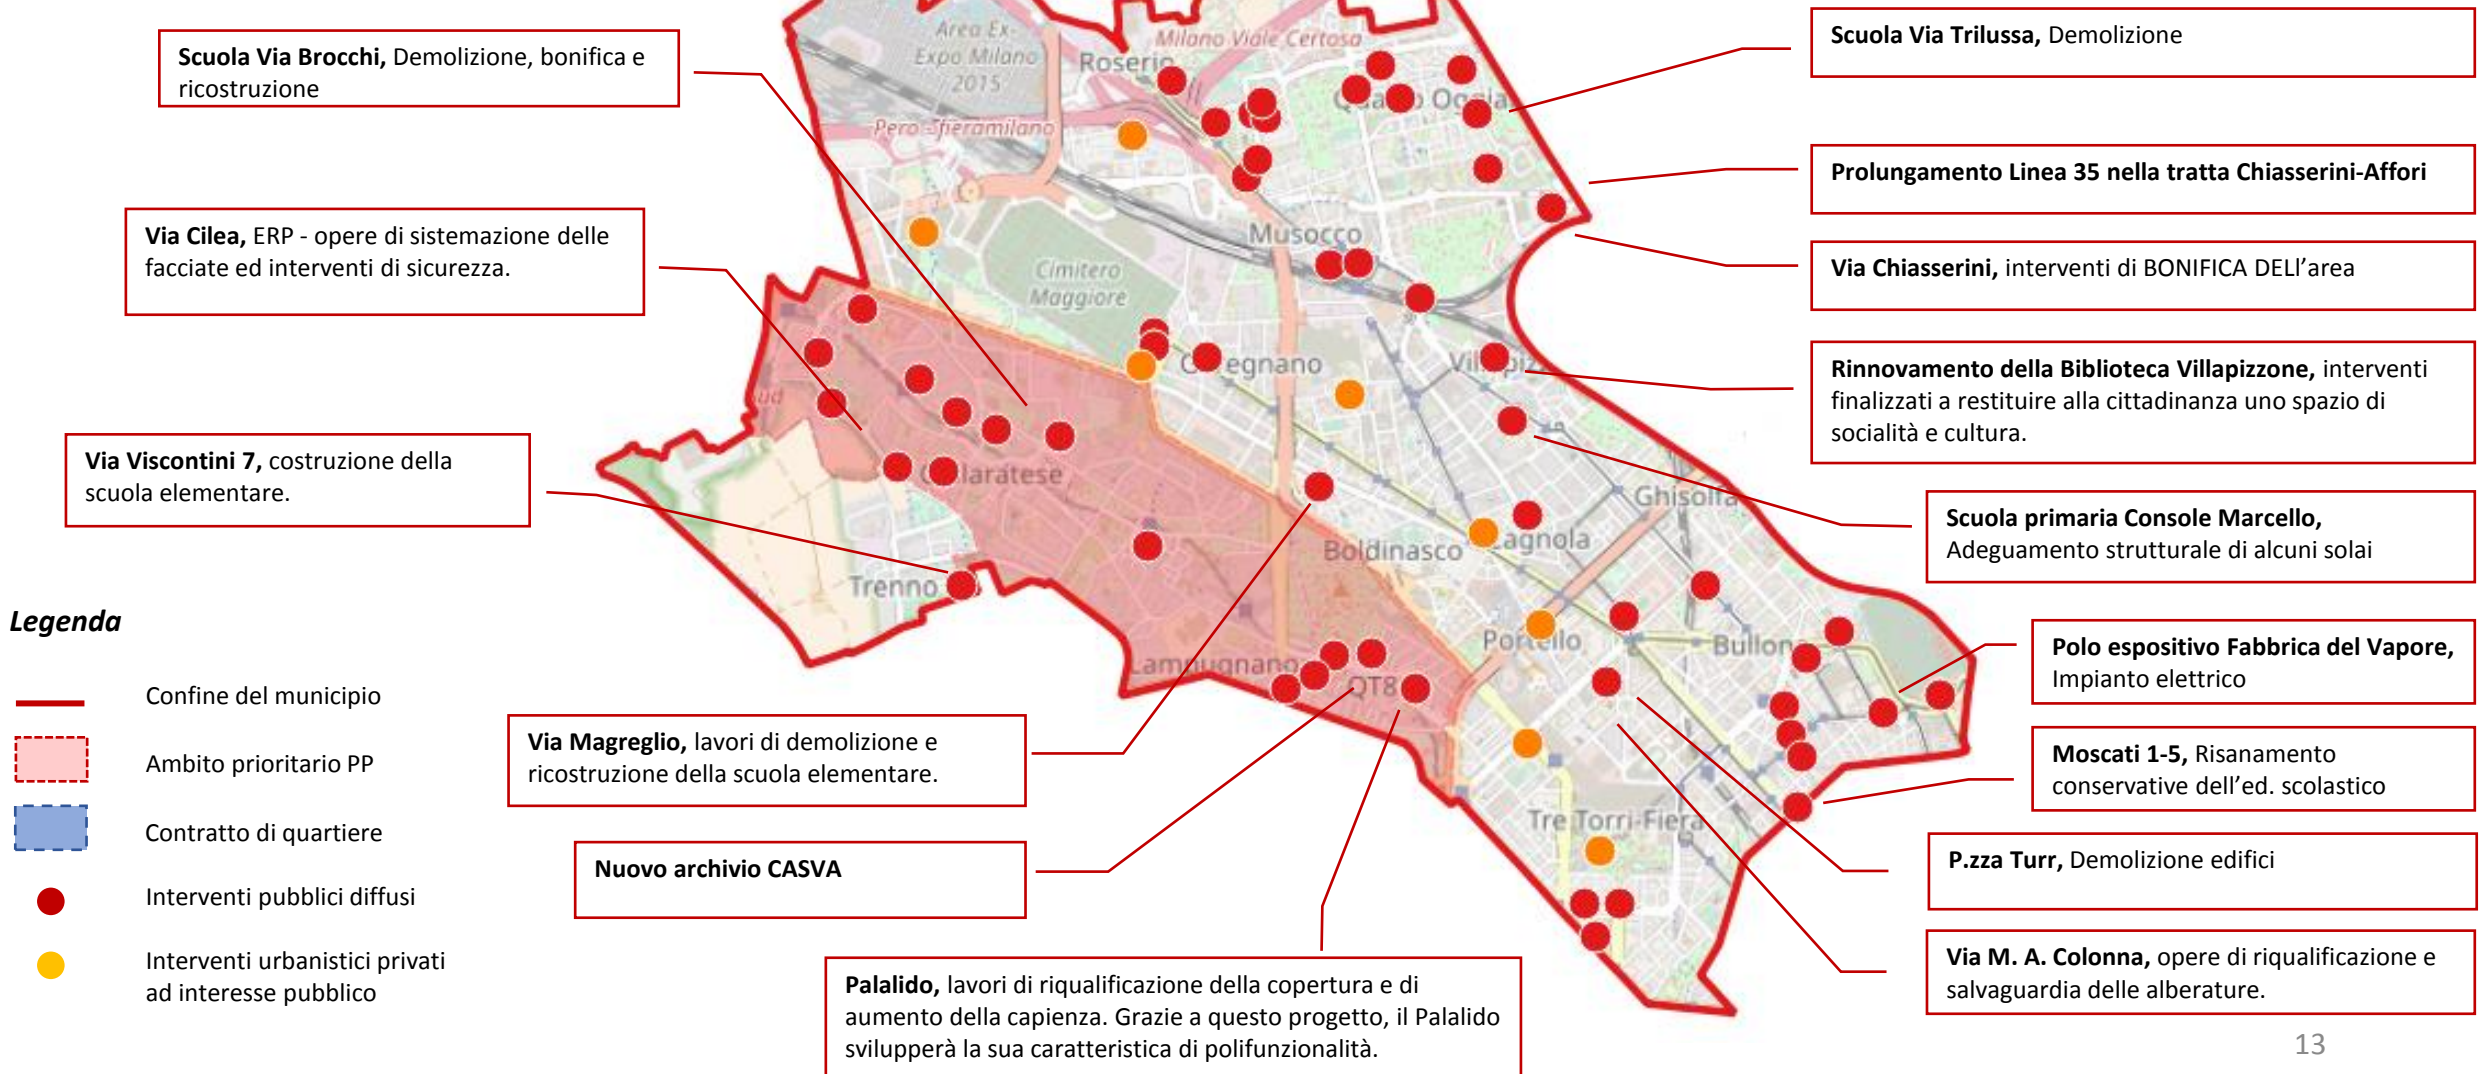 Scuola Via Brocchi, Demolizione, bonifica e
ricostruzione
Via Cilea, ERP - opere di sistemazione delle
facciate ed interventi di sicurezza.
Via Viscontini 7, costruzione della
scuola elementare.
Legenda
Confine del municipio
Ambito prioritario PP
Contratto di quartiere
Interventi pubblici diffusi
Interventi urbanistici privati
ad interesse pubblico
Area Ex-
Expo Milano
2015
Roserio
Milano Viale Certosa
Pero -fieramilano
Musocco
Cimitero
Maggiore
Trenno
Lampugnano
QT8
Boldinasco
Ghisolfa
Portello
Bullona
Tre Torri-Fiera
Via Magreglio, lavori di demolizione e
ricostruzione della scuola elementare.
Nuovo archivio CASVA
Palalido, lavori di riqualificazione della copertura e di
aumento della capienza. Grazie a questo progetto, il Palalido
svilupperà la sua caratteristica di polifunzionalità.
Scuola Via Trilussa, Demolizione
Prolungamento Linea 35 nella tratta Chiasserini-Affori
Via Chiasserini, interventi di BONIFICA DELl’area
Rinnovamento della Biblioteca Villapizzone, interventi
finalizzati a restituire alla cittadinanza uno spazio di
socialità e cultura.
Scuola primaria Console Marcello,
Adeguamento strutturale di alcuni solai
Polo espositivo Fabbrica del Vapore,
Impianto elettrico
Moscati 1-5, Risanamento
conservative dell’ed. scolastico
P.zza Turr, Demolizione edifici
Via M. A. Colonna, opere di riqualificazione e
salvaguardia delle alberature.
13